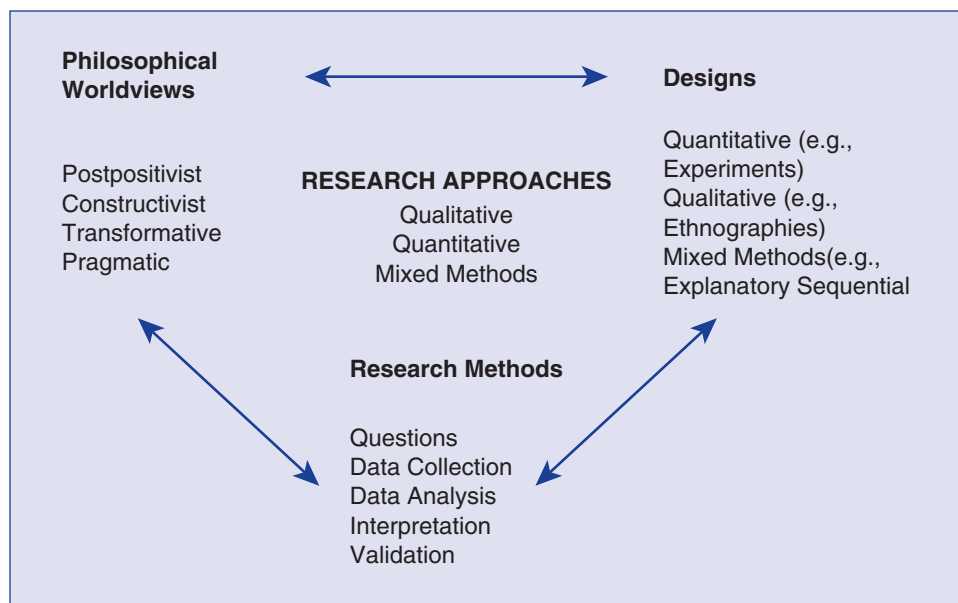 Philosophical
Worldviews
Postpositivist
Constructivist
Transformative
Pragmatic
RESEARCH APPROACHES
Qualitative
Quantitative
Mixed Methods
Designs
Quantitative (e.g.,
Experiments)
Qualitative (e.g.,
Ethnographies)
Mixed Methods(e.g.,
Explanatory Sequential
Research Methods
Questions
Data Collection
Data Analysis
Interpretation
Validation